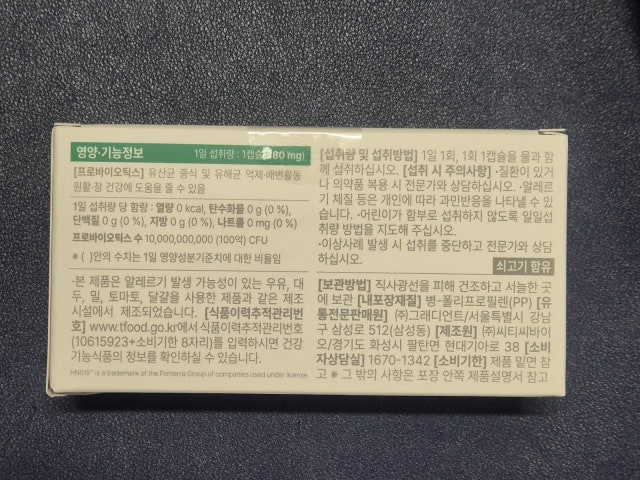 영양·기능정보
1일 섭취량 : 1캡슐 80 mg)
[프로바이오틱스] 유산균 증식 및 유해균 억제·배변활동
원활·장 건강에 도움을 줄 수 있음
1일 섭취량 당 함량 : 열량 0 kcal, 탄수화물 0 g (0 %),
단백질 0 g (0 %), 지방 0 g (0 %), 나트륨 0 mg (0 %)
프로바이오틱스 수 10,000,000,000 (100억) CFU
※ ( )안의 수치는 1일 영양성분기준치에 대한 비율임
·본 제품은 알레르기 발생 가능성이 있는 우유, 대
두, 밀, 토마토, 달걀을 사용한 제품과 같은 제조
시설에서 제조되었습니다. [식품이력추적관리번
호] www.tfood.go.kr에서 식품이력추적관리번호
(10615923+소비기한 8자리)를 입력하시면 건강
기능식품의 정보를 확인하실 수 있습니다.
HN019™ is a trademark of the Fonterra Group of companies used under license.
[섭취량 및 섭취방법] 1일 1회, 1회 1캡슐을 물과 함
께 섭취하십시오. [섭취 시 주의사항] ·질환이 있거
나 의약품 복용 시 전문가와 상담하십시오. ·알레르
기 체질 등은 개인에 따라 과민반응을 나타낼 수 있
습니다. ·어린이가 함부로 섭취하지 않도록 일일섭
취량 방법을 지도해 주십시오.
·이상사례 발생 시 섭취를 중단하고 전문가와 상담
하십시오.
쇠고기 함유
[보관방법] 직사광선을 피해 건조하고 서늘한 곳
에 보관 [내포장재질] 병-폴리프로필렌(PP) [유
통전문판매원] ㈜그래디언트/서울특별시 강남
구 삼성로 512(삼성동) [제조원] ㈜씨티씨바이
오/경기도 화성시 팔탄면 현대기아로 38 [소비
자상담실] 1670-1342 [소비기한] 제품 밑면 참
고 ※ 그 밖의 사항은 포장 안쪽 제품설명서 참고